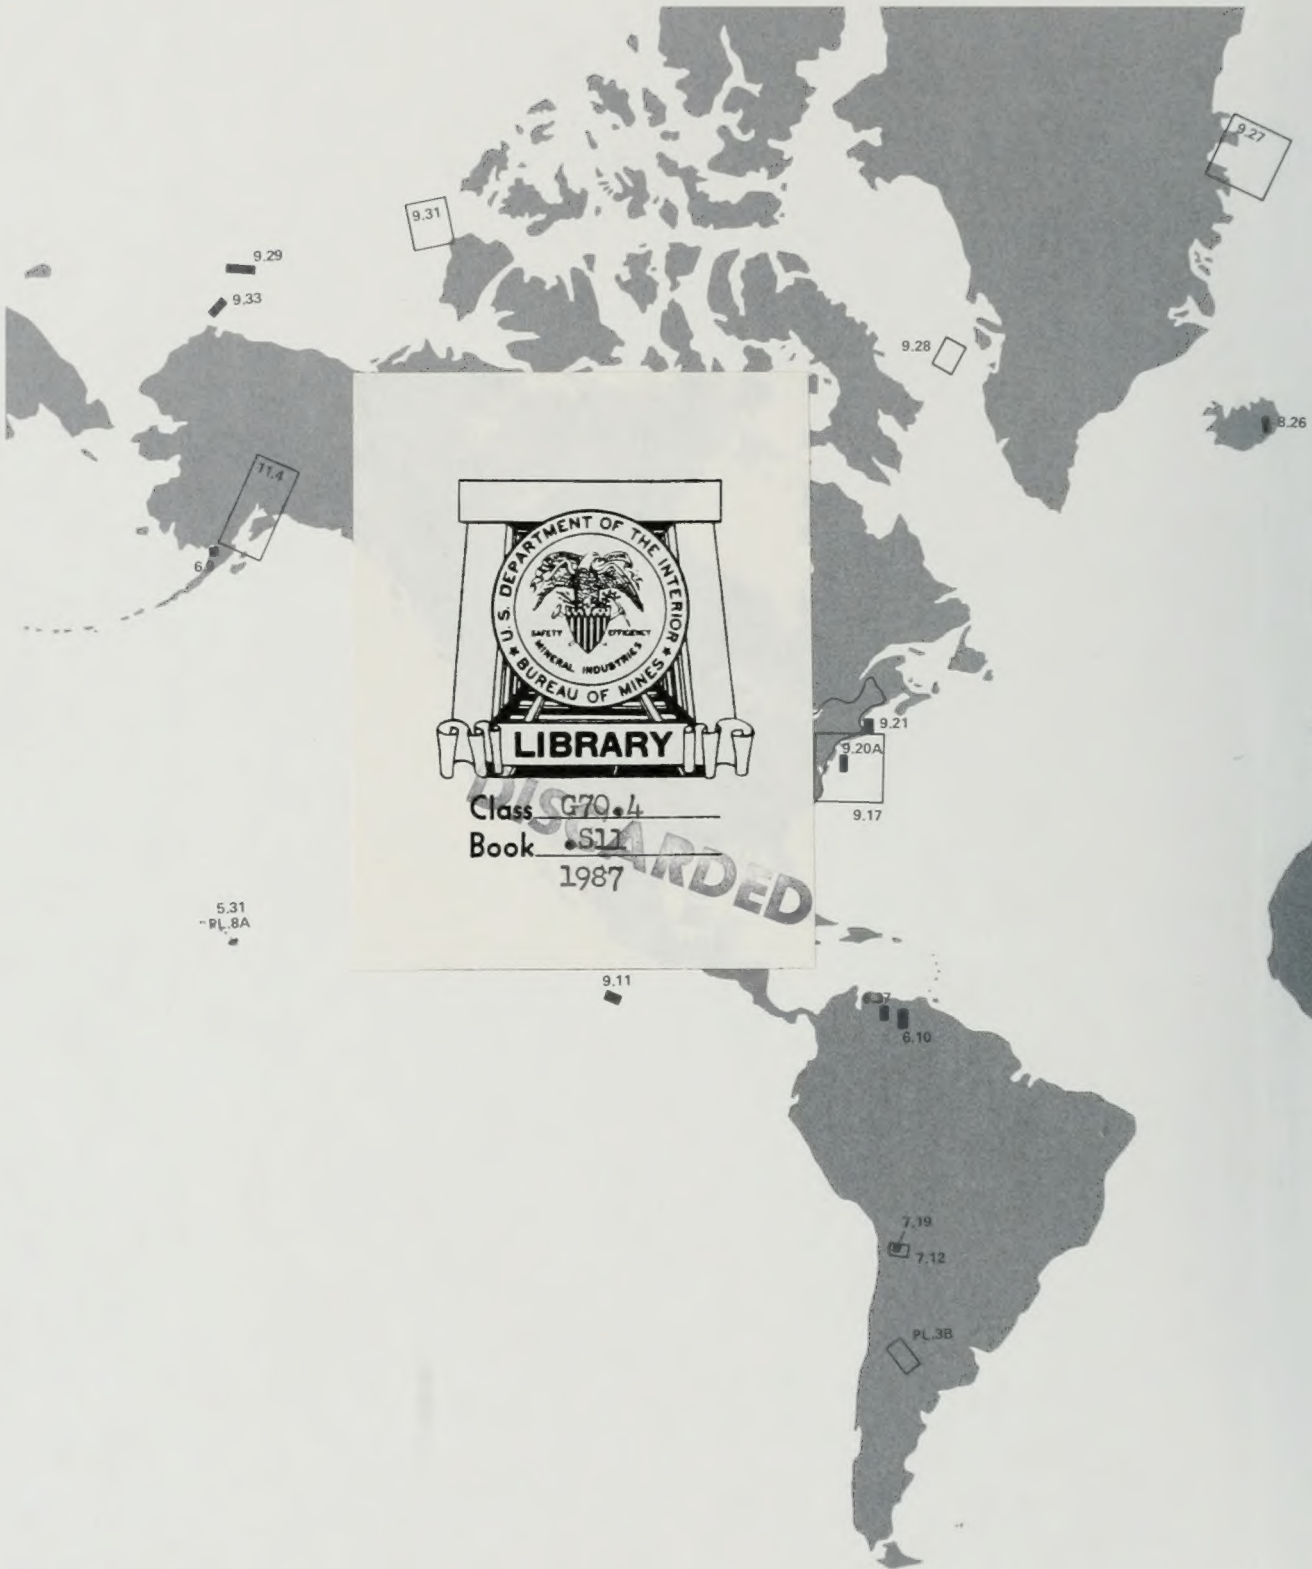 9.27
9.31
9.29
9.33
9.28
8.26
11.4
6.9
U.S. DEPARTMENT OF THE INTERIOR
SAFETY EFFICIENCY
MINERAL INDUSTRIES
★ BUREAU OF MINES ★
LIBRARY
DISCARDED
Class G70.4
Book .S11
1987
9.21
9.20A
9.17
5.31
PL.8A
9.11
6.10
7.19
7.12
PL.3B